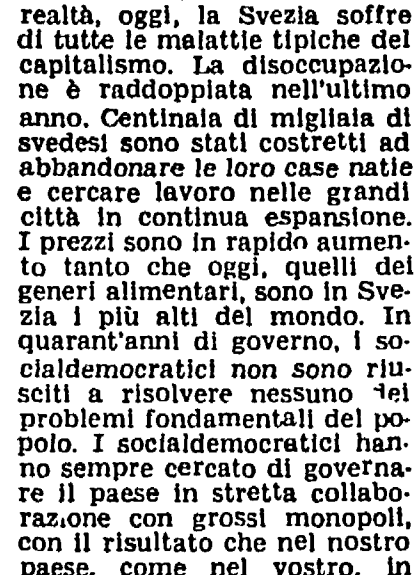 realtà, oggi, la Svezia soffre
di tutte le malattie tipiche del
capitalismo. La disoccupazio-
ne è raddoppiata nell'ultimo
anno. Centinaia di migliaia di
svedesi sono stati costretti ad
abbandonare le loro case natie
e cercare lavoro nelle grandi
città in continua espansione.
I prezzi sono in rapido aumen-
to tanto che oggi, quelli dei
generi alimentari, sono in Sve-
zia i più alti del mondo. In
quarant'anni di governo, i so-
cialdemocratici non sono riu-
sciti a risolvere nessuno dei
problemi fondamentali del po-
polo. I socialdemocratici han-
no sempre cercato di governa-
re il paese in stretta collabo-
razione con grossi monopoli,
con il risultato che nel nostro
paese, come nel vostro, in